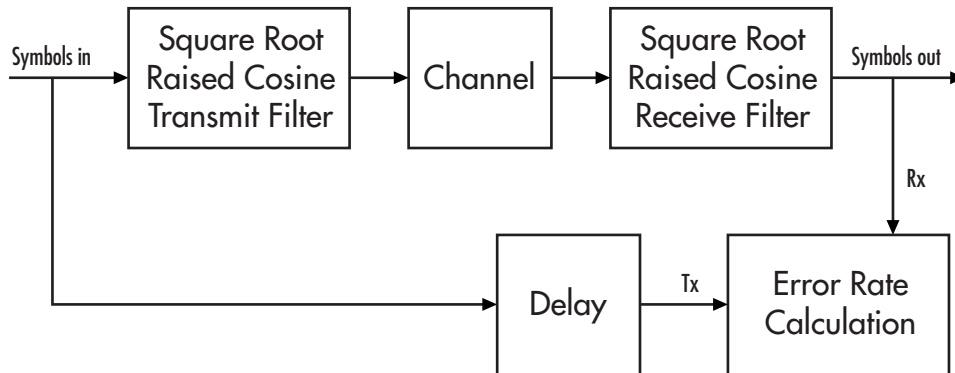 Symbols in
Square Root
Raised Cosine
Transmit Filter
Channel
Square Root
Raised Cosine
Receive Filter
Symbols out
Rx
Delay
Tx
Error Rate
Calculation